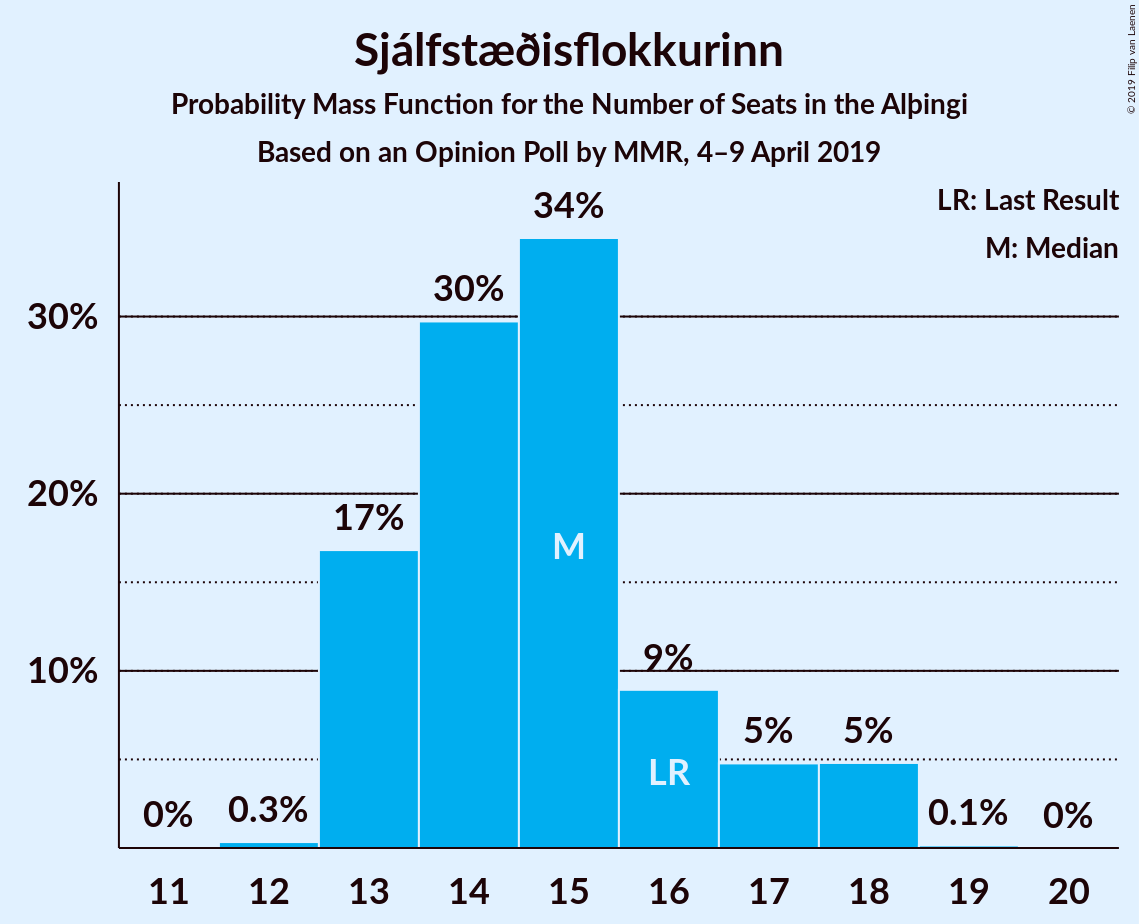 Sjálfstæðisflokkurinn
Probability Mass Function for the Number of Seats in the Alþingi
Based on an Opinion Poll by MMR, 4–9 April 2019
© 2019 Filip van Laenen
LR: Last Result
M: Median
34%
30%
30%
20%
17%
M
10%
9%
LR
5%
5%
0%
0.3%
0.1%
0%
11 12 13 14 15 16 17 18 19 20